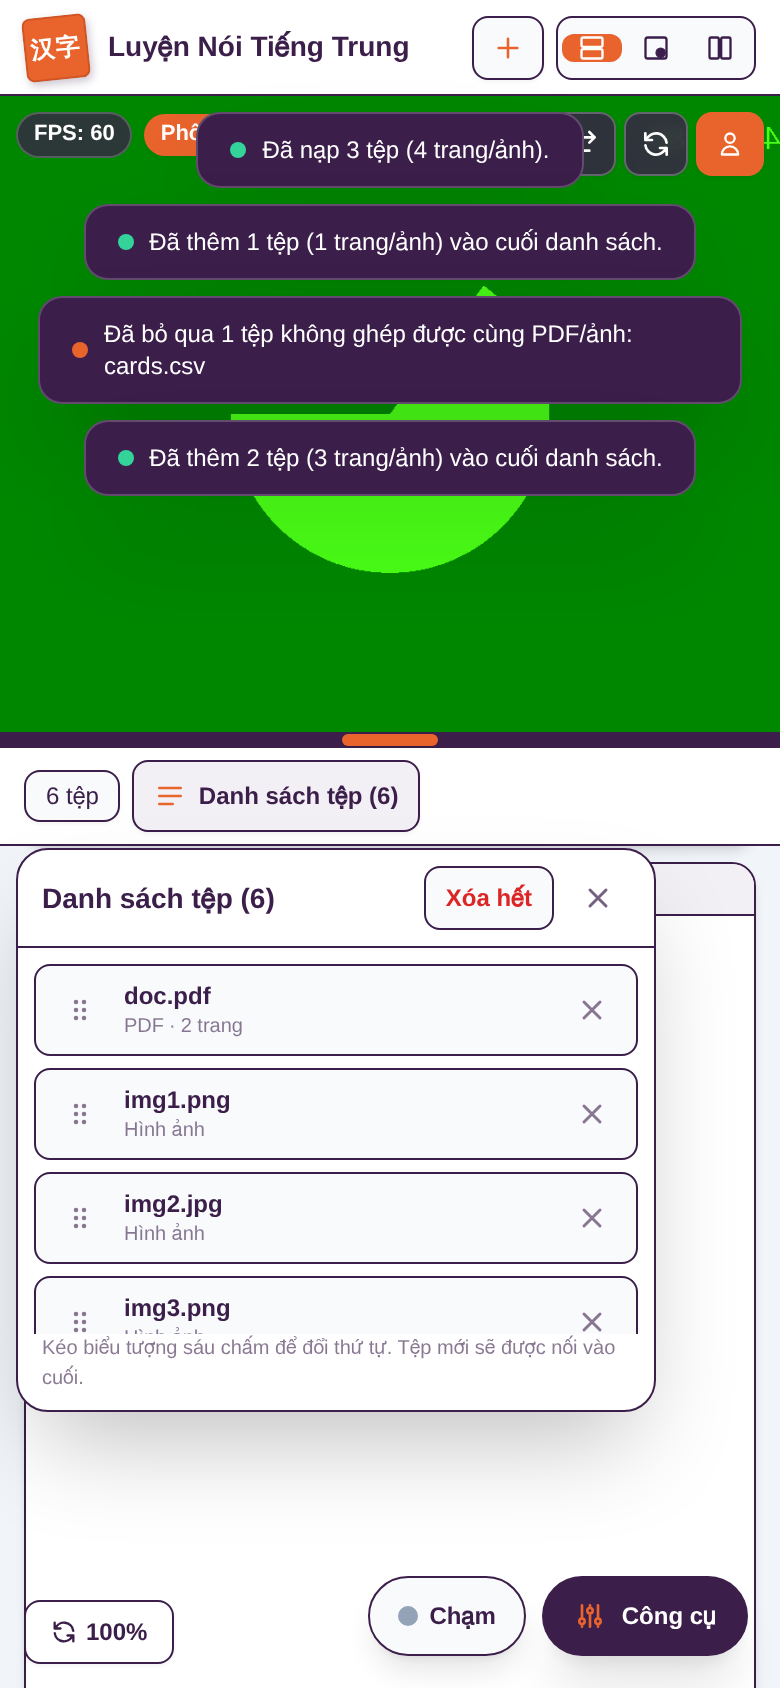 汉字
Luyện Nói Tiếng Trung
FPS: 60
Đã nạp 3 tệp (4 trang/ảnh).
Đã thêm 1 tệp (1 trang/ảnh) vào cuối danh sách.
Đã bỏ qua 1 tệp không ghép được cùng PDF/ảnh:
cards.csv
Đã thêm 2 tệp (3 trang/ảnh) vào cuối danh sách.
6 tệp
Danh sách tệp (6)
Danh sách tệp (6)
Xóa hết
doc.pdf
PDF · 2 trang
img1.png
Hình ảnh
img2.jpg
Hình ảnh
img3.png
Hình ảnh
Kéo biểu tượng sáu chấm để đổi thứ tự. Tệp mới sẽ được nối vào
cuối.
100%
Chạm
Công cụ